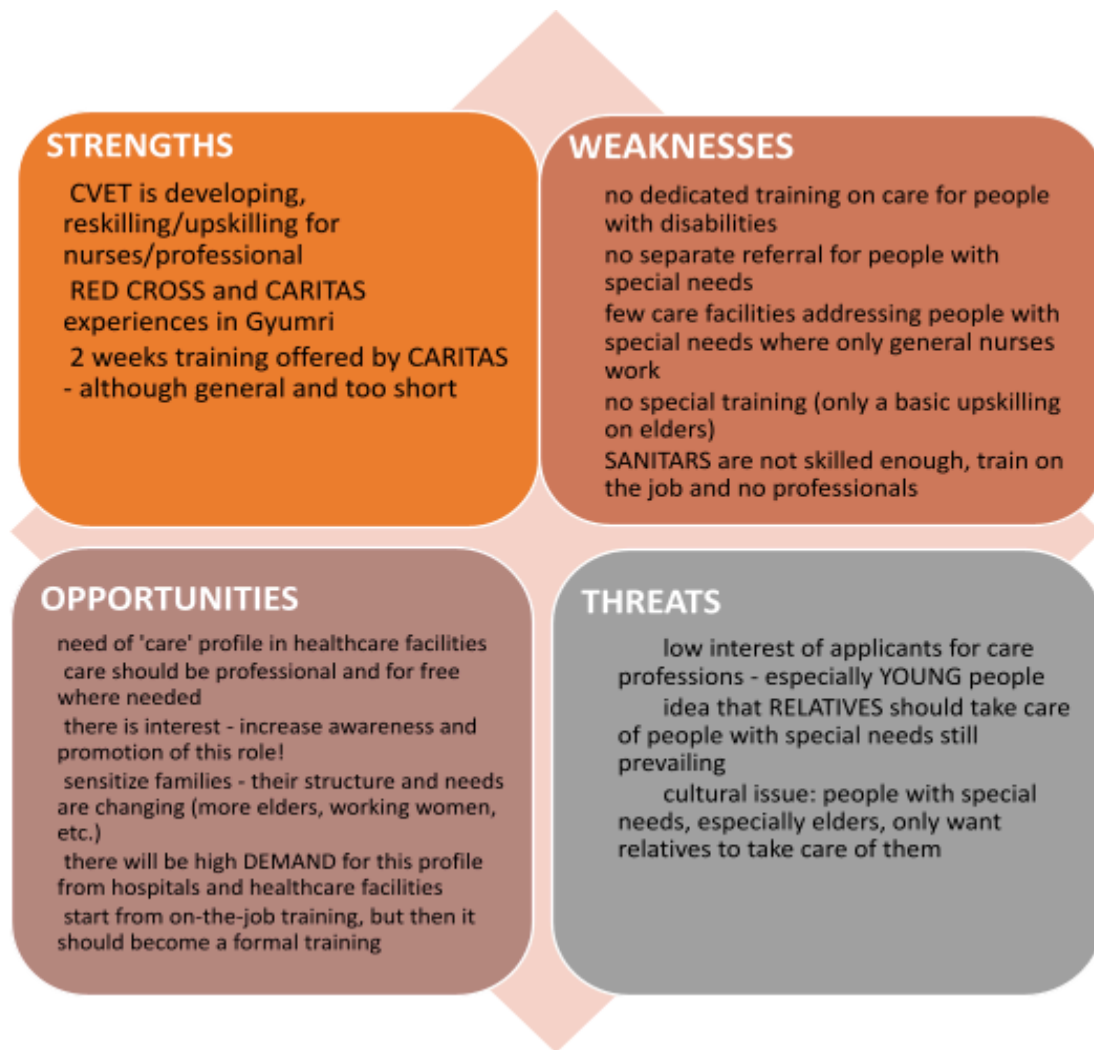 STRENGTHS
CVET is developing,
reskilling/upskilling for
nurses/professional
RED CROSS and CARITAS
experiences in Gyumri
2 weeks training offered by CARITAS
- although general and too short
WEAKNESSES
no dedicated training on care for people
with disabilities
no separate referral for people with
special needs
few care facilities addressing people with
special needs where only general nurses
work
no special training (only a basic upskilling
on elders)
SANITARS are not skilled enough, train on
the job and no professionals
OPPORTUNITIES
need of 'care' profile in healthcare facilities
care should be professional and for free
where needed
there is interest - increase awareness and
promotion of this role!
sensitize families - their structure and needs
are changing (more elders, working women,
etc.)
there will be high DEMAND for this profile
from hospitals and healthcare facilities
start from on-the-job training, but then it
should become a formal training
THREATS
low interest of applicants for care
professions - especially YOUNG people
idea that RELATIVES should take care
of people with special needs still
prevailing
cultural issue: people with special
needs, especially elders, only want
relatives to take care of them